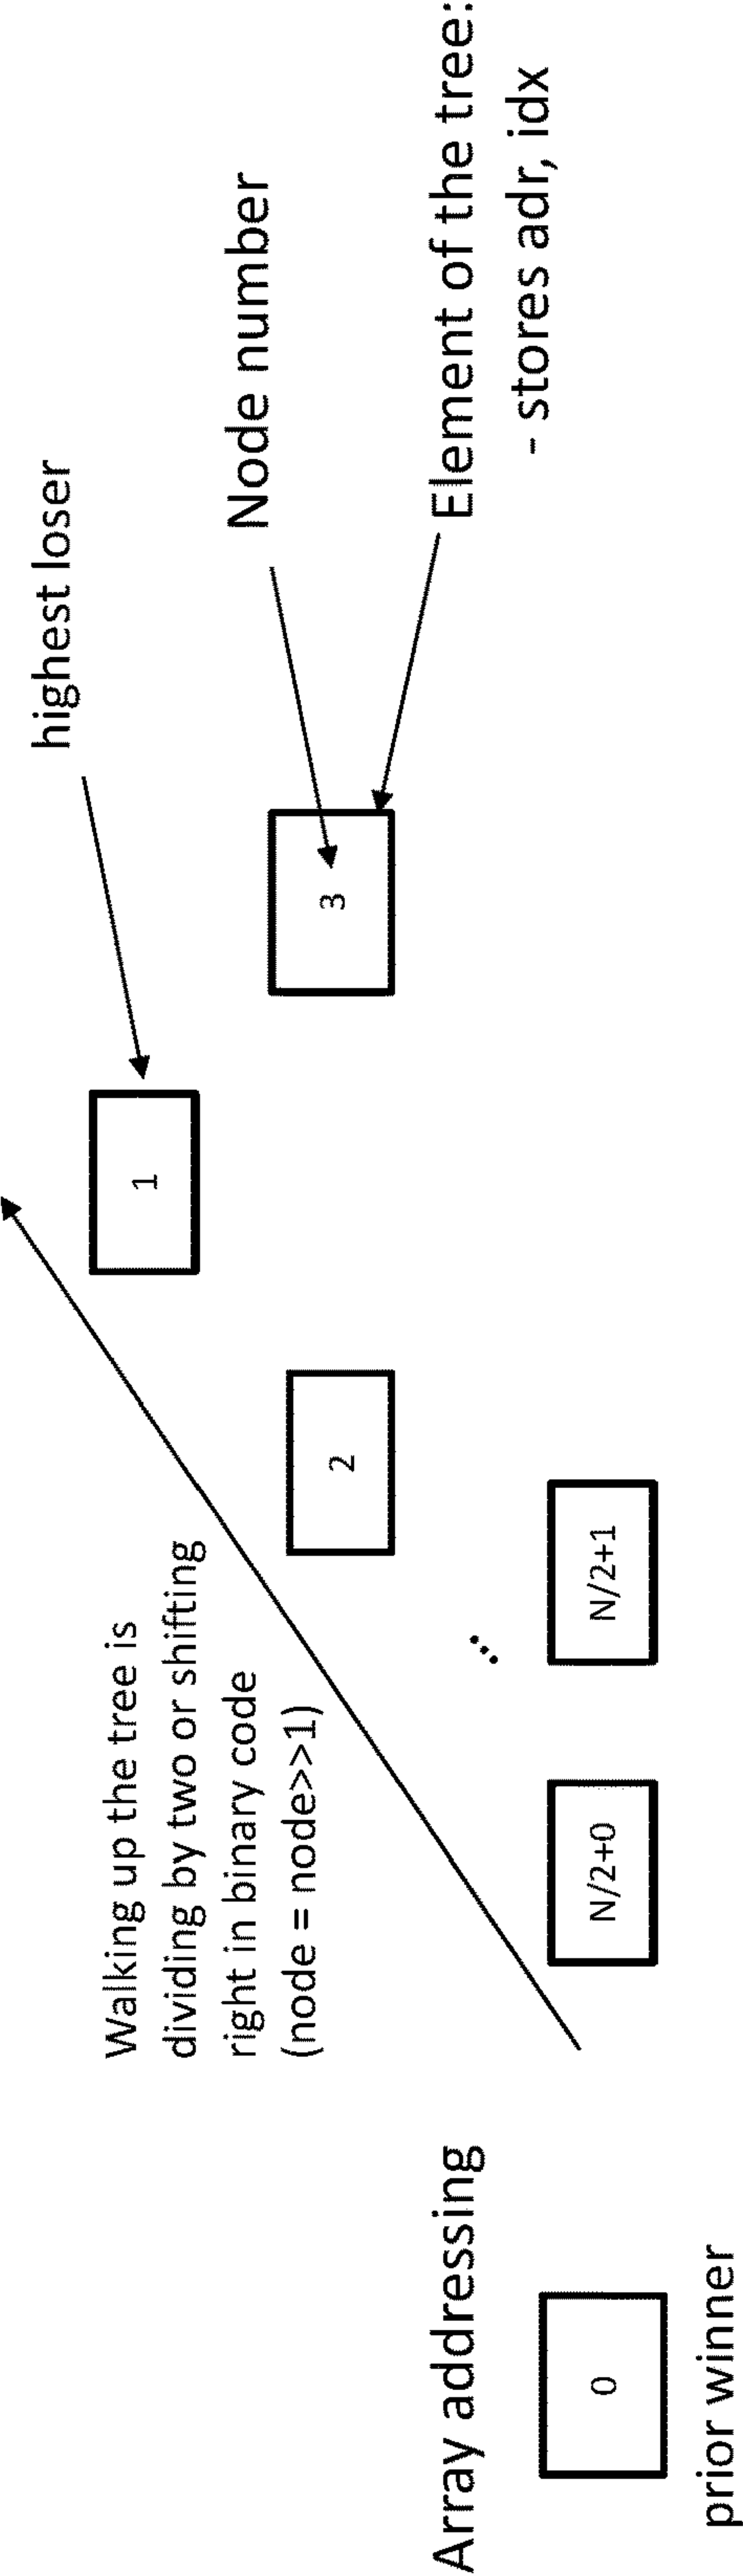 Walking up the tree is
dividing by two or shifting
right in binary code
(node = node>>1)
highest loser
1
Node number
2
3
Element of the tree:
- stores adr, idx
Array addressing
0
N/2+0
N/2+1
prior winner